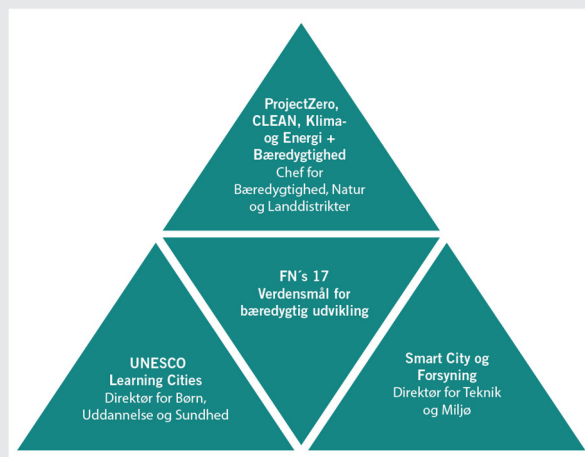 ProjectZero,
CLEAN, Klima-
og Energi +
Bæredygtighed
Chef for
Bæredygtighed, Natur
og Landdistrikter
FN´s 17
Verdensmål for
bæredygtig udvikling
UNESCO
Learning Cities
Direktør for Børn,
Uddannelse og Sundhed
Smart City og
Forsyning
Direktør for Teknik
og Miljø